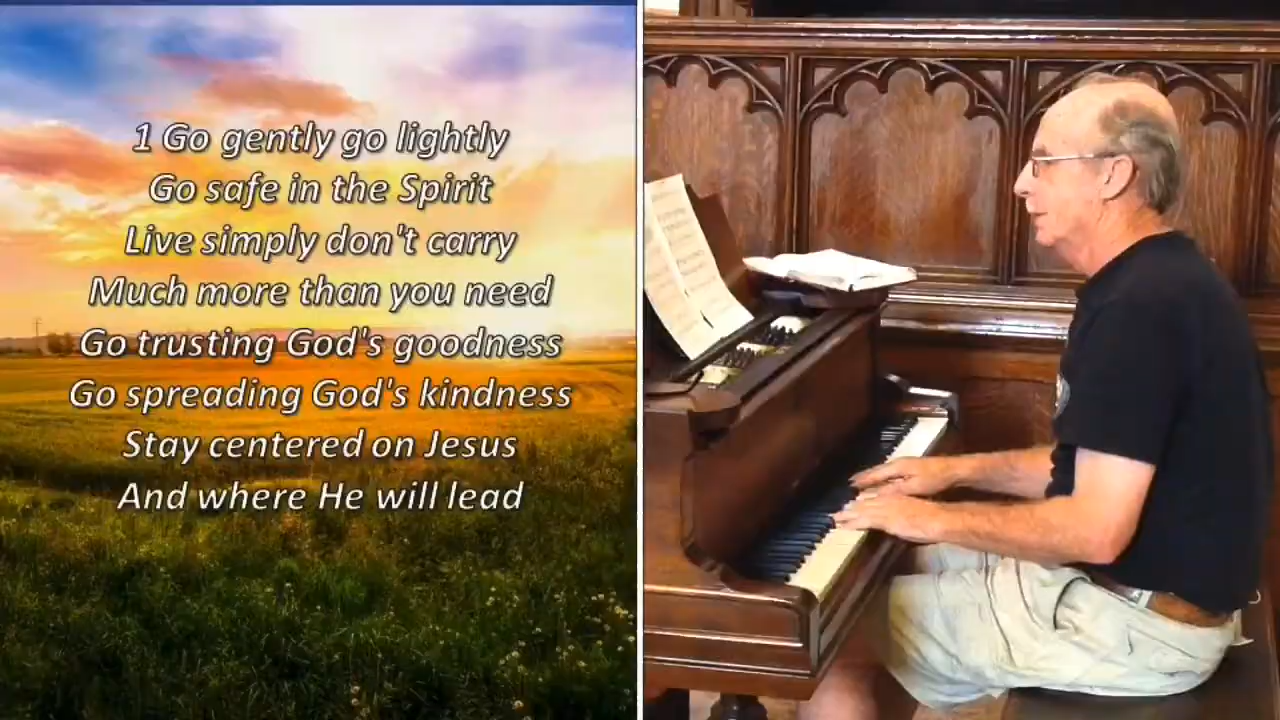 1 Go gently go lightly
Go safe in the Spirit
Live simply don't carry
Much more than you need
Go trusting God's goodness
Go spreading God's kindness
Stay centered on Jesus
And where He will lead